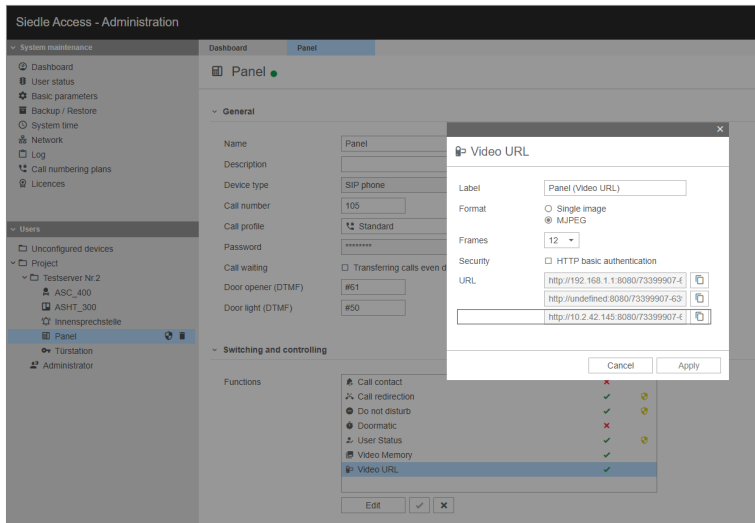 Siedle Access - Administration
System maintenance
Dashboard
User status
Basic parameters
Backup / Restore
System time
Network
Log
Call numbering plans
Licences
Users
Unconfigured devices
Project
Testserver Nr.2
ASC_400
ASHT_300
Innensprechstelle
Panel
Türstation
Administrator
Dashboard Panel
Panel
General
Name Panel
Description
Device type SIP phone
Call number 105
Call profile Standard
Password ********
Call waiting Transferring calls even d
Door opener (DTMF) #61
Door light (DTMF) #50
Switching and controlling
Functions
Call contact
Call redirection
Do not disturb
Doormatic
User Status
Video Memory
Video URL
Edit
Video URL
Label Panel (Video URL)
Format Single image
MJPEG
Frames 12
Security HTTP basic authentication
URL http://192.168.1.1:8080/73399907-6
http://undefined:8080/73399907-63
http://10.2.42.145:8080/73399907-6
Cancel Apply